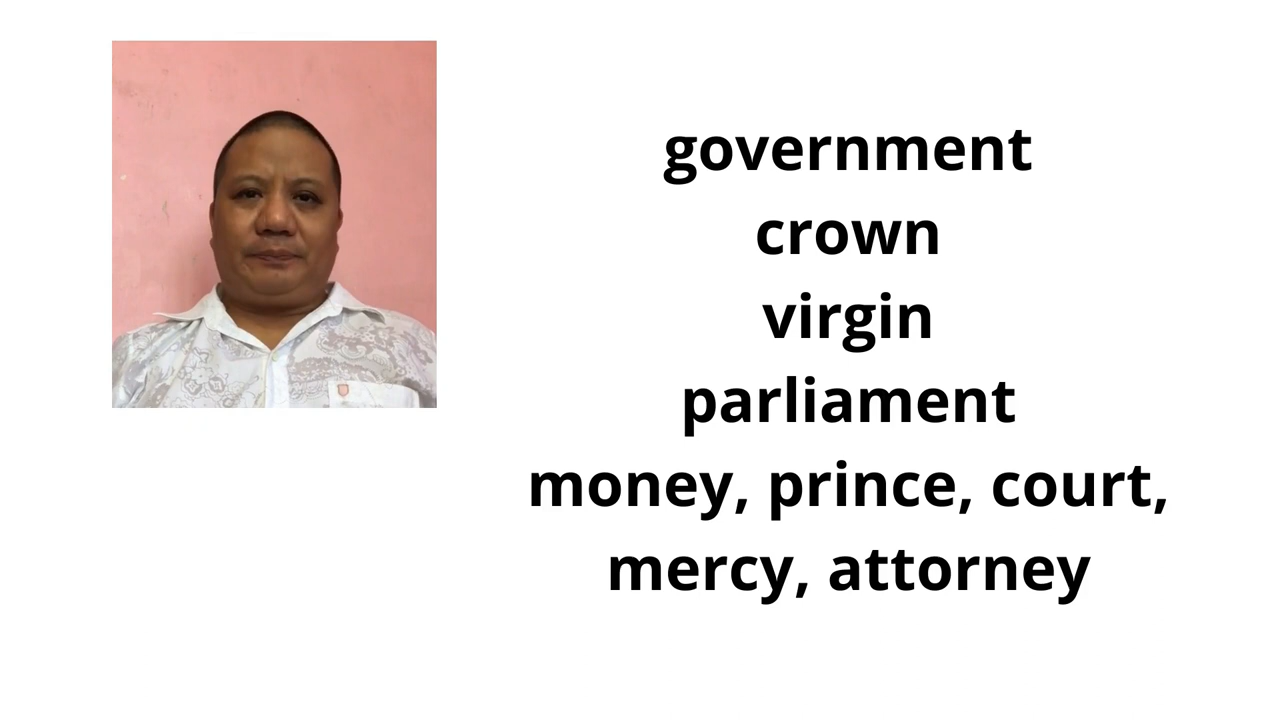 government
crown
virgin
parliament
money, prince, court,
mercy, attorney